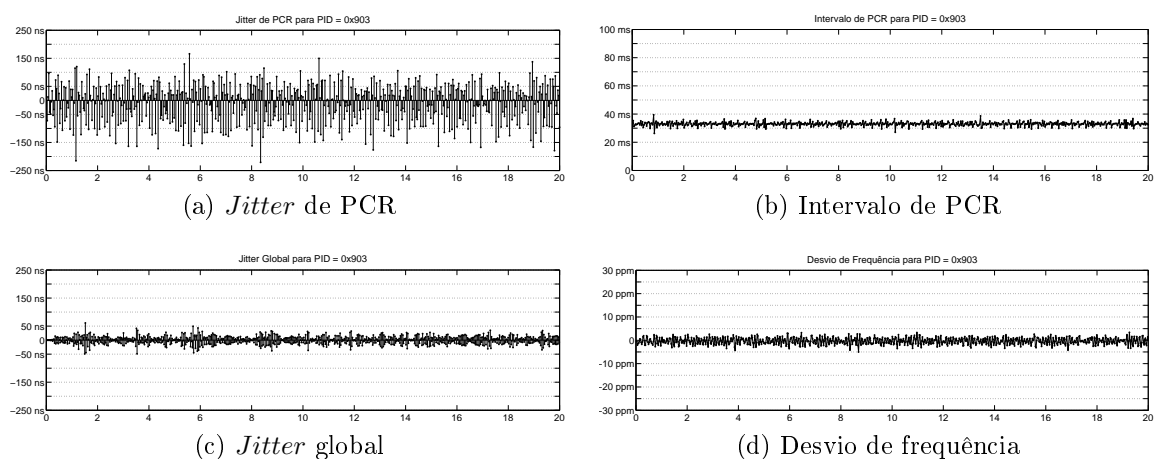 Jitter de PCR para PID = 0x903
250 ns
150 ns
50 ns
0
−50 ns
−150 ns
−250 ns
0 2 4 6 8 10 12 14 16 18 20
(a) Jitter de PCR
Intervalo de PCR para PID = 0x903
100 ms
80 ms
60 ms
40 ms
20 ms
0
0 2 4 6 8 10 12 14 16 18 20
(b) Intervalo de PCR
Jitter Global para PID = 0x903
250 ns
150 ns
50 ns
0
−50 ns
−150 ns
−250 ns
0 2 4 6 8 10 12 14 16 18 20
(c) Jitter global
Desvio de Frequência para PID = 0x903
30 ppm
20 ppm
10 ppm
0
-10 ppm
-20 ppm
-30 ppm
0 2 4 6 8 10 12 14 16 18 20
(d) Desvio de frequência